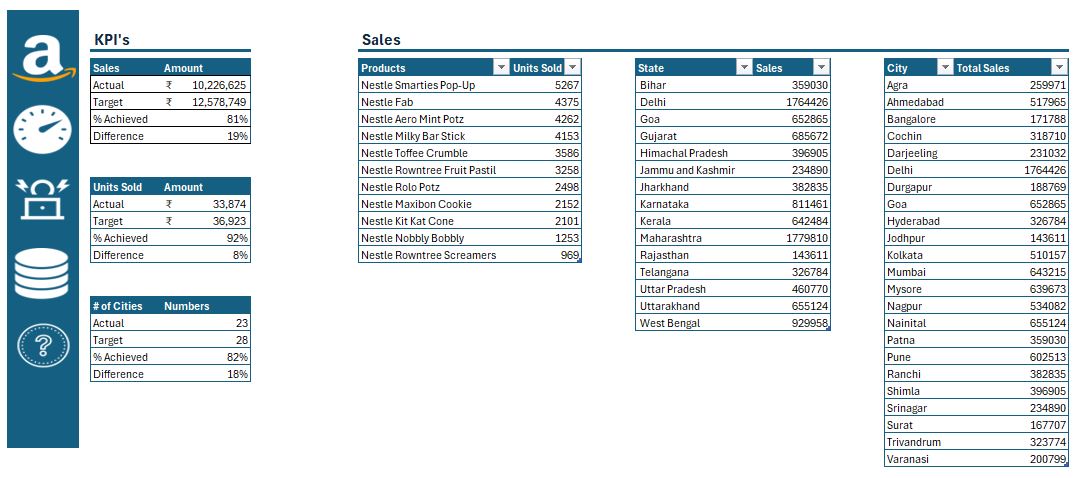 a
KPI's
Sales Amount
Actual ₹ 10,226,625
Target ₹ 12,578,749
% Achieved 81%
Difference 19%
Units Sold Amount
Actual ₹ 33,874
Target ₹ 36,923
% Achieved 92%
Difference 8%
# of Cities Numbers
Actual 23
Target 28
% Achieved 82%
Difference 18%
?
Sales
Products Units Sold
Nestle Smarties Pop-Up 5267
Nestle Fab 4375
Nestle Aero Mint Potz 4262
Nestle Milky Bar Stick 4153
Nestle Toffee Crumble 3586
Nestle Rowntree Fruit Pastil 3258
Nestle Rolo Potz 2498
Nestle Maxibon Cookie 2152
Nestle Kit Kat Cone 2101
Nestle Nobbly Bobbly 1253
Nestle Rowntree Screamers 969
State Sales
Bihar 359030
Delhi 1764426
Goa 652865
Gujarat 685672
Himachal Pradesh 396905
Jammu and Kashmir 234890
Jharkhand 382835
Karnataka 811461
Kerala 642484
Maharashtra 1779810
Rajasthan 143611
Telangana 326784
Uttar Pradesh 460770
Uttarakhand 655124
West Bengal 929958
City Total Sales
Agra 259971
Ahmedabad 517965
Bangalore 171788
Cochin 318710
Darjeeling 231032
Delhi 1764426
Durgapur 188769
Goa 652865
Hyderabad 326784
Jodhpur 143611
Kolkata 510157
Mumbai 643215
Mysore 639673
Nagpur 534082
Nainital 655124
Patna 359030
Pune 602513
Ranchi 382835
Shimla 396905
Srinagar 234890
Surat 167707
Trivandrum 323774
Varanasi 200799